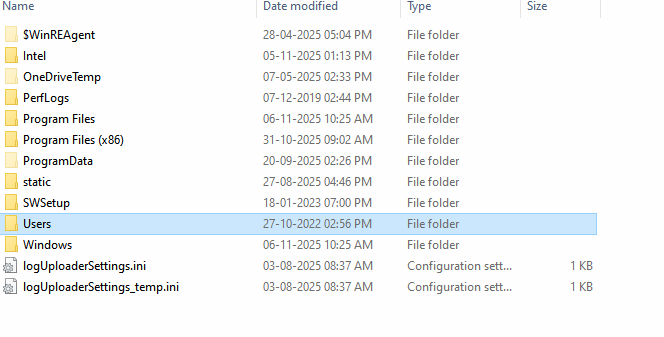 Name Date modified Type Size
$WinREAgent 28-04-2025 05:04 PM File folder
Intel 05-11-2025 01:13 PM File folder
OneDriveTemp 07-05-2025 02:33 PM File folder
PerfLogs 07-12-2019 02:44 PM File folder
Program Files 06-11-2025 10:25 AM File folder
Program Files (x86) 31-10-2025 09:02 AM File folder
ProgramData 20-09-2025 02:26 PM File folder
static 27-08-2025 04:46 PM File folder
SWSetup 18-01-2023 07:00 PM File folder
Users 27-10-2022 02:56 PM File folder
Windows 06-11-2025 10:25 AM File folder
logUploaderSettings.ini 03-08-2025 08:37 AM Configuration sett... 1 KB
logUploaderSettings_temp.ini 03-08-2025 08:37 AM Configuration sett... 1 KB